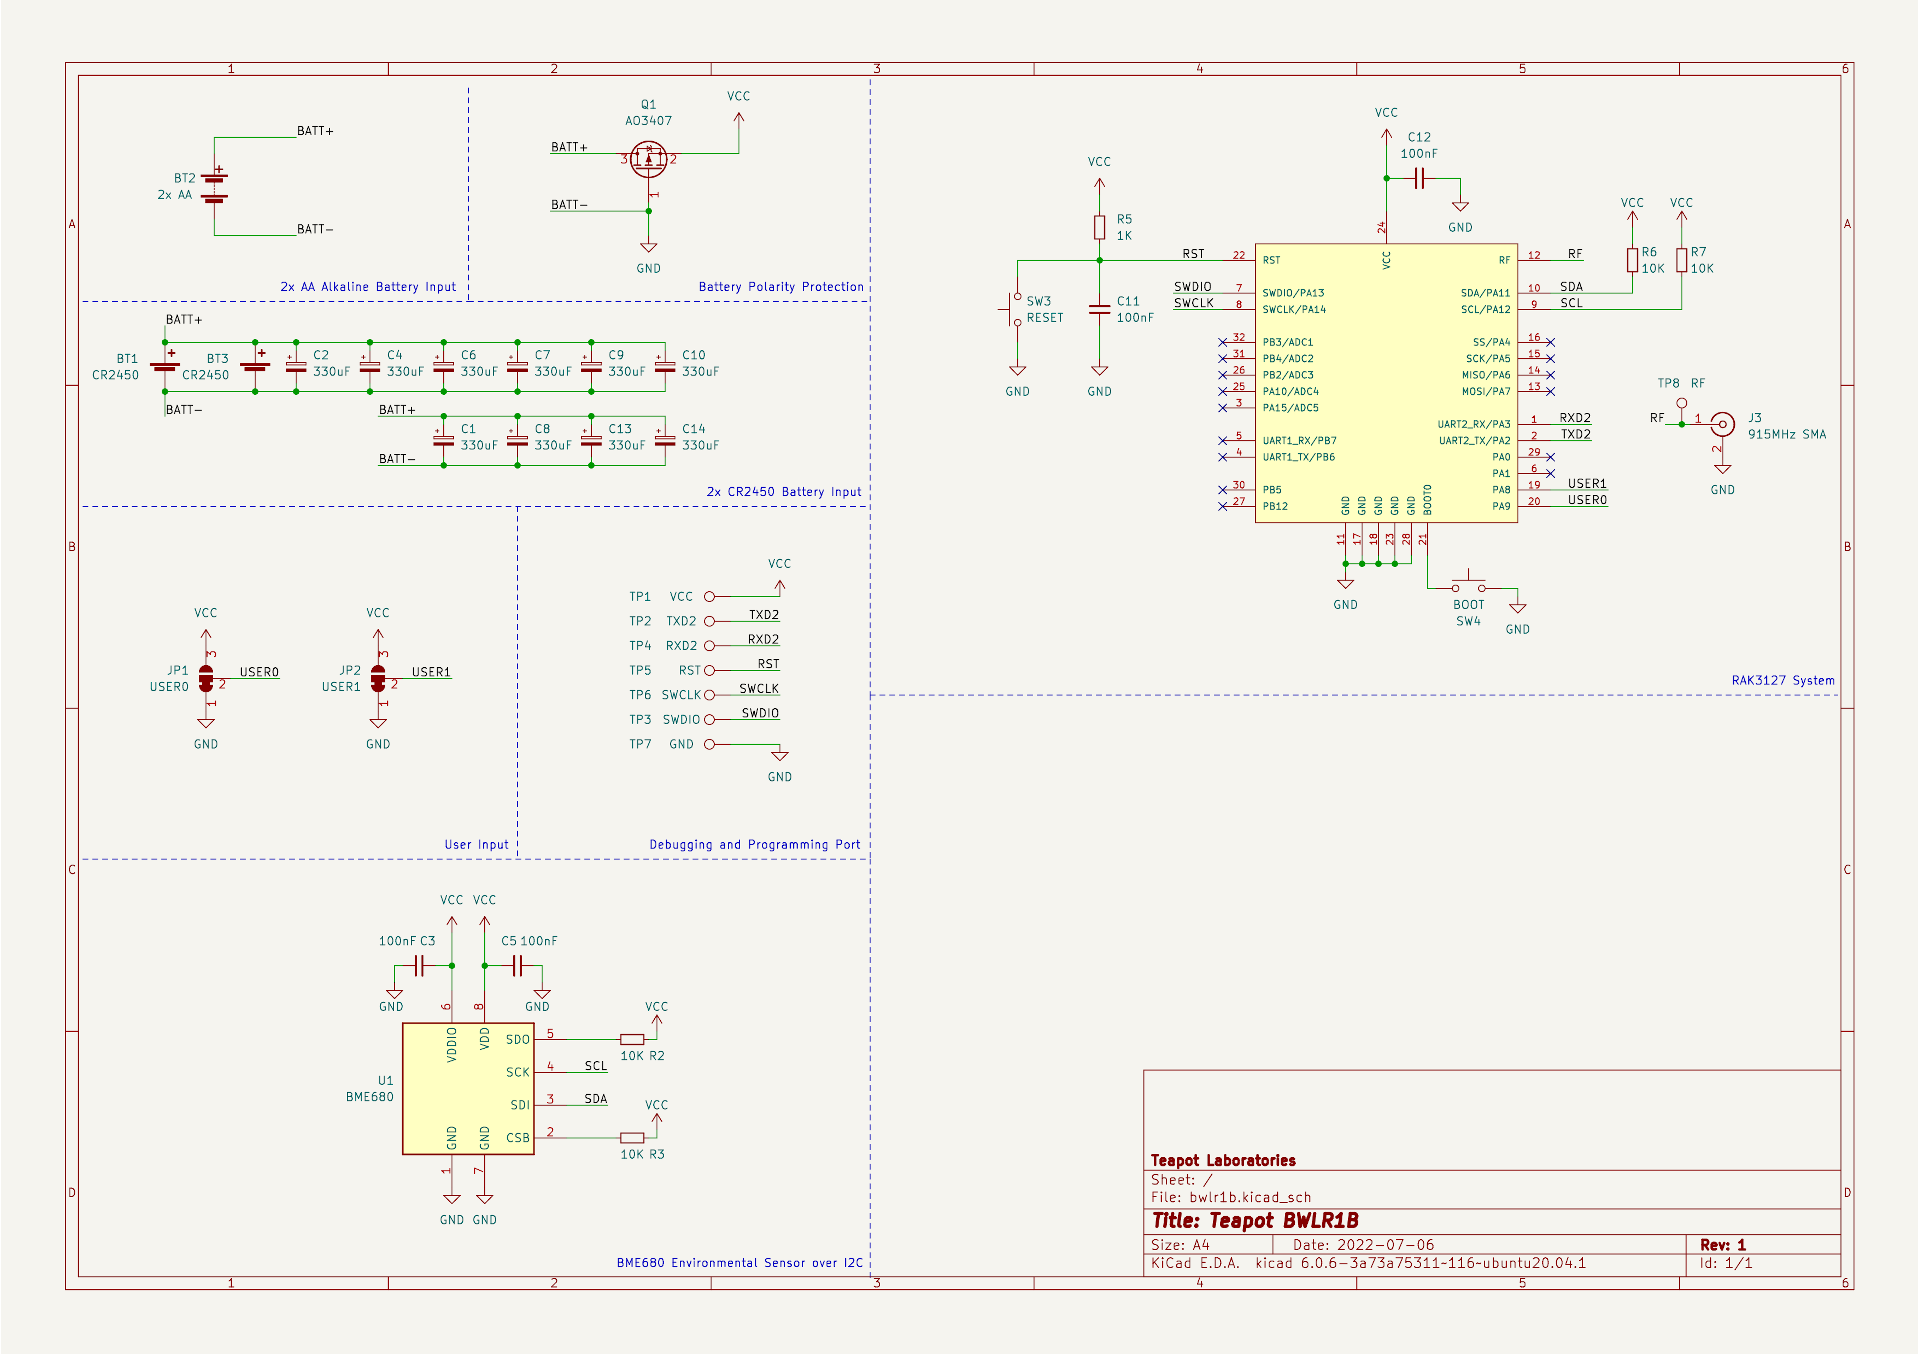 1 2 3 4 5 6
A
BATT+
BT2
2x AA
BATT-
2x AA Alkaline Battery Input
Q1
AO3407
VCC
BATT+
3 2
1
BATT-
GND
Battery Polarity Protection
BATT+
BT1
CR2450
BT3
CR2450
C2
330uF
C4
330uF
C6
330uF
C7
330uF
C9
330uF
C10
330uF
BATT-
BATT+
C1
330uF
C8
330uF
C13
330uF
C14
330uF
BATT-
2x CR2450 Battery Input
B
VCC
3
JP1
USER0
2
USER0
1
GND
VCC
3
JP2
USER1
2
USER1
1
GND
User Input
VCC
TP1 VCC
TP2 TXD2 TXD2
TP4 RXD2 RXD2
TP5 RST RST
TP6 SWCLK SWCLK
TP3 SWDIO SWDIO
TP7 GND
GND
Debugging and Programming Port
C
VCC VCC
100nF C3 C5 100nF
GND GND
6 8
VDDIO VDD
U1
BME680
SDO 5
VCC
10K R2
SCK 4 SCL
SDI 3 SDA
CSB 2
VCC
10K R3
GND GND
1 7
GND GND
BME680 Environmental Sensor over I2C
D
VCC
C12
100nF
GND
24
VCC
VCC
R5
1K
RST 22 RST
SWDIO 7 SWDIO/PA13
SWCLK 8 SWCLK/PA14
SW3
RESET
GND
C11
100nF
GND
32 PB3/ADC1
31 PB4/ADC2
26 PB2/ADC3
25 PA10/ADC4
3 PA15/ADC5
5 UART1_RX/PB7
4 UART1_TX/PB6
30 PB5
27 PB12
RF 12 RF
SDA/PA11 10 SDA
SCL/PA12 9 SCL
SS/PA4 16
SCK/PA5 15
MISO/PA6 14
MOSI/PA7 13
UART2_RX/PA3 1 RXD2
UART2_TX/PA2 2 TXD2
PA0 29
PA1 6
PA8 19 USER1
PA9 20 USER0
GND GND GND GND GND BOOT0
11 17 18 23 28 21
GND
BOOT
SW4
GND
VCC VCC
R6
10K
R7
10K
TP8 RF
RF 1
J3
915MHz SMA
2
GND
RAK3127 System
A
B
C
D
Teapot Laboratories
Sheet: /
File: bwlr1b.kicad_sch
Title: Teapot BWLR1B
Size: A4 Date: 2022-07-06 Rev: 1
KiCad E.D.A. kicad 6.0.6-3a73a75311~116~ubuntu20.04.1 Id: 1/1
1 2 3 4 5 6